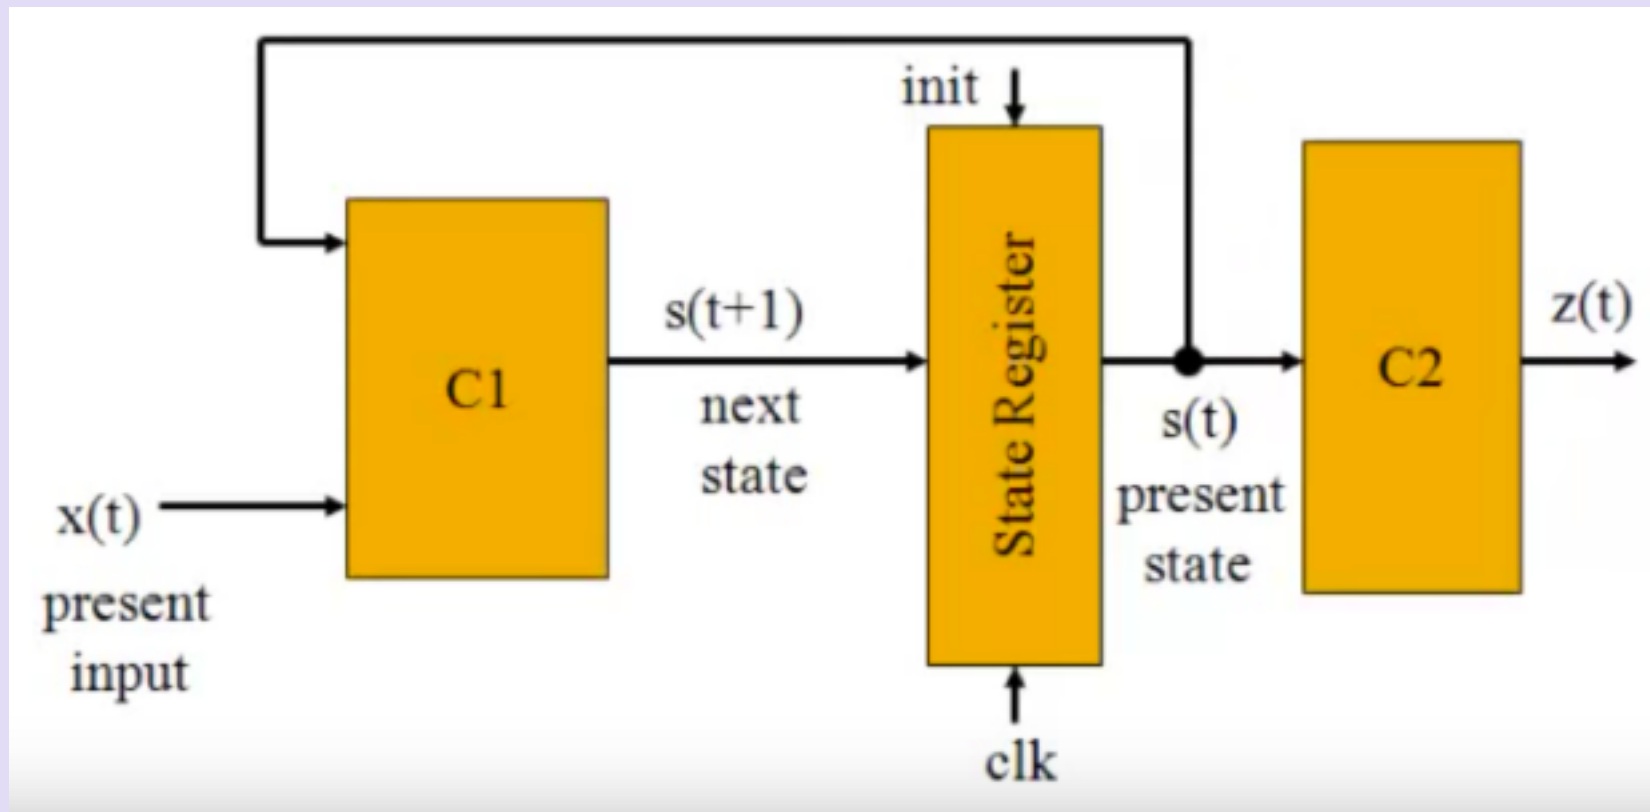 init
C1
s(t+1)
next
state
State Register
s(t)
present
state
C2
z(t)
x(t)
present
input
clk